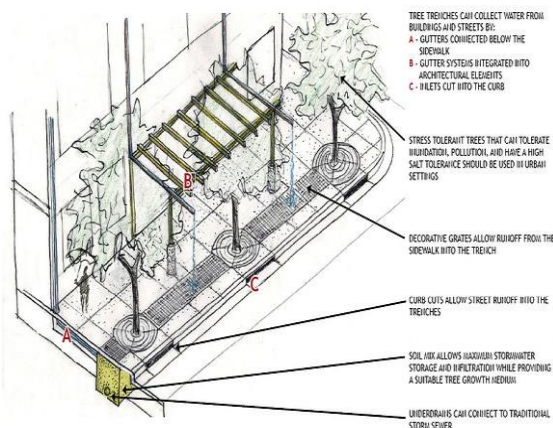 TREE TRENCHES CAN COLLECT WATER FROM
BUILDINGS AND STREETS BY:
A - GUTTERS CONNECTED BELOW THE
SIDEWALK
B - GUTTER SYSTEMS INTEGRATED INTO
ARCHITECTURAL ELEMENTS
C - INLETS CUT INTO THE CURB
STRESS TOLERANT TREES THAT CAN TOLERATE
INUNDATION, POLLUTION, AND HAVE A HIGH
SALT TOLERANCE SHOULD BE USED IN URBAN
SETTINGS
B
DECORATIVE GRATES ALLOW RUNOFF FROM THE
SIDEWALK INTO THE TRENCH
C
CURB CUTS ALLOW STREET RUNOFF INTO THE
TRENCHES
A
SOIL MIX ALLOWS MAXIMUM STORMWATER
STORAGE AND INFILTRATION WHILE PROVIDING
A SUITABLE TREE GROWTH MEDIUM
UNDERDRAINS CAN CONNECT TO TRADITIONAL
STORM SEWER